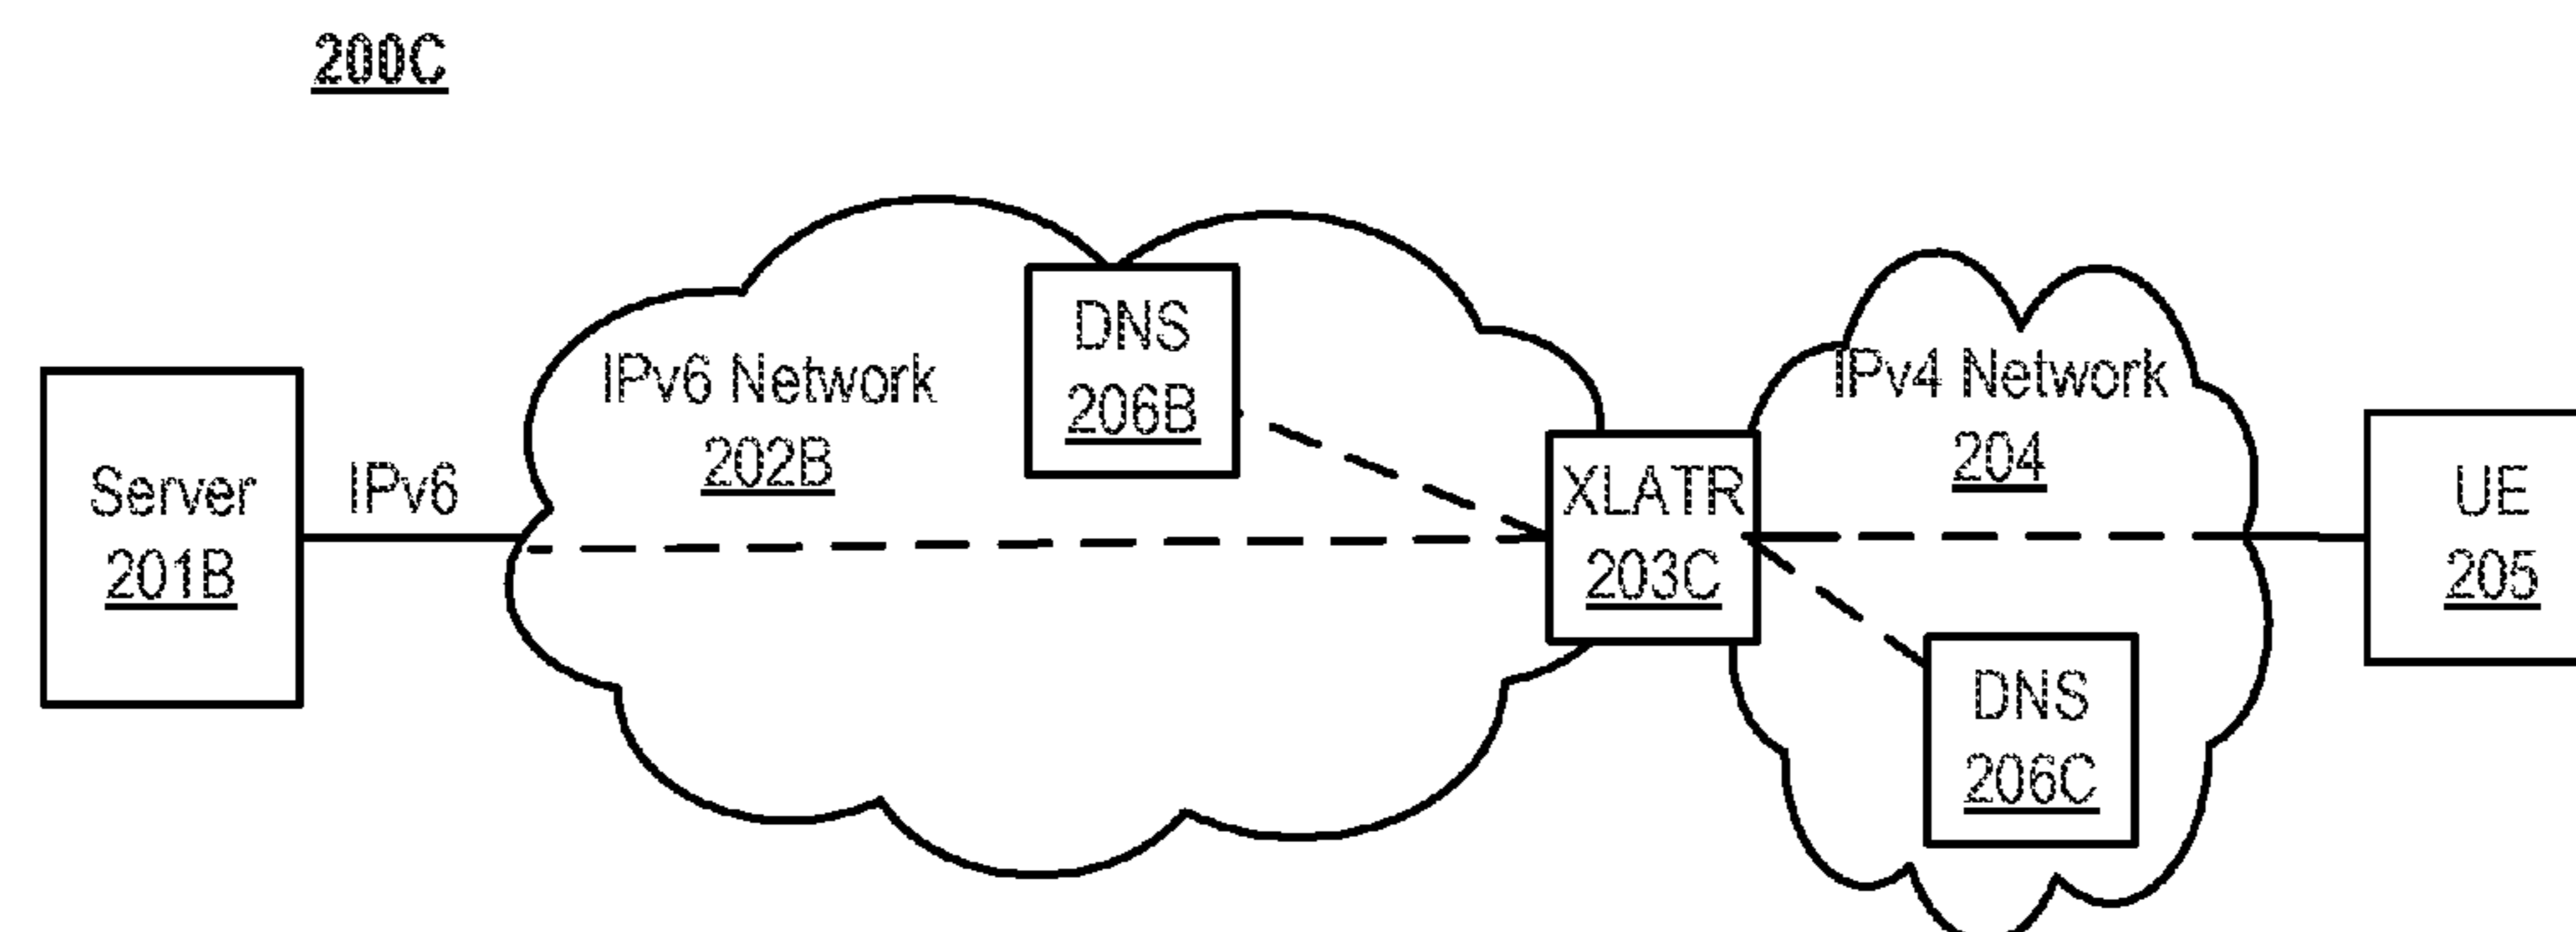 200C
Server
201B
IPv6
IPv6 Network
202B
DNS
206B
XLATR
203C
IPv4 Network
204
DNS
206C
UE
205